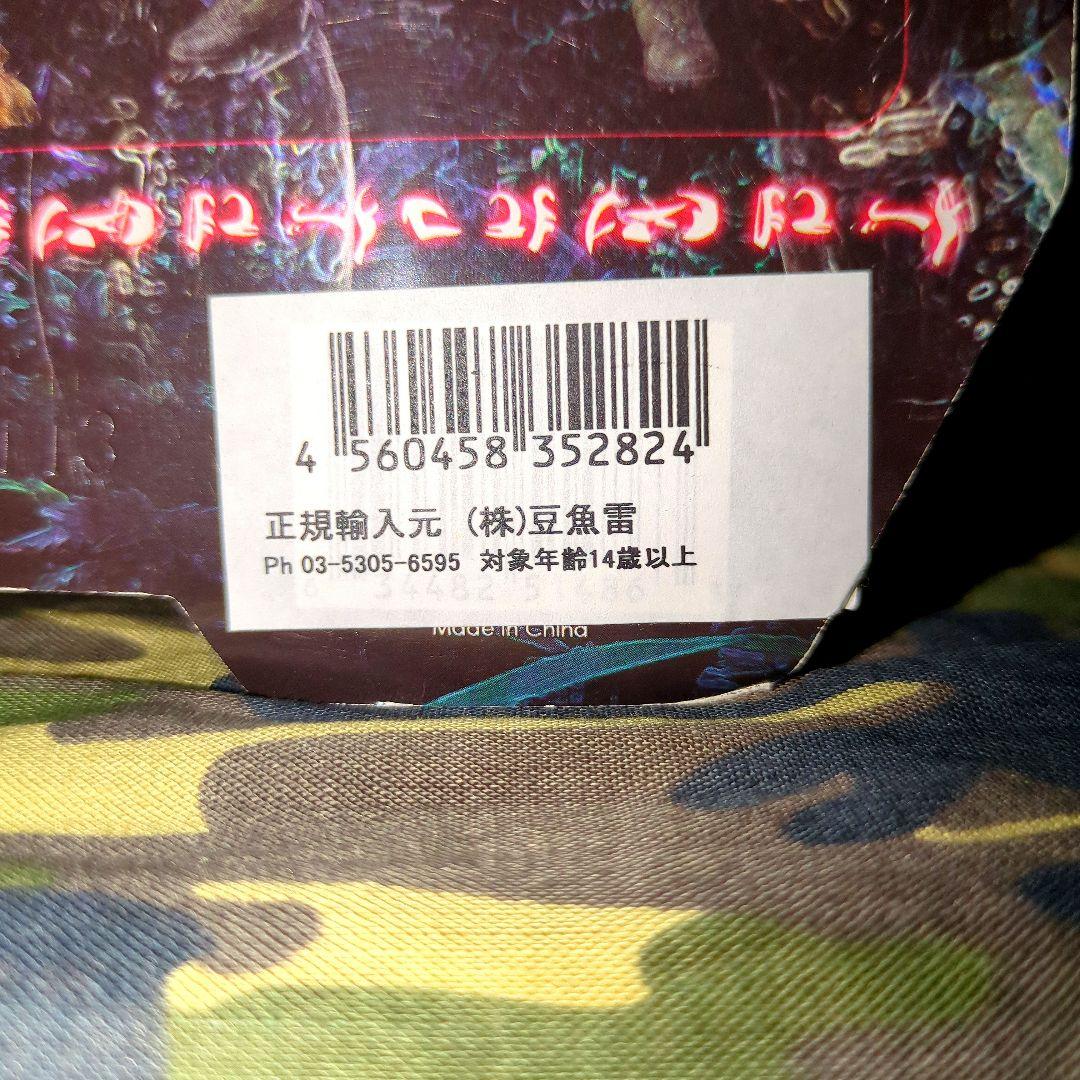 4 560458 352824
正規輸入元 (株)豆魚雷
Ph 03-5305-6595 対象年齢14歳以上
Made in China